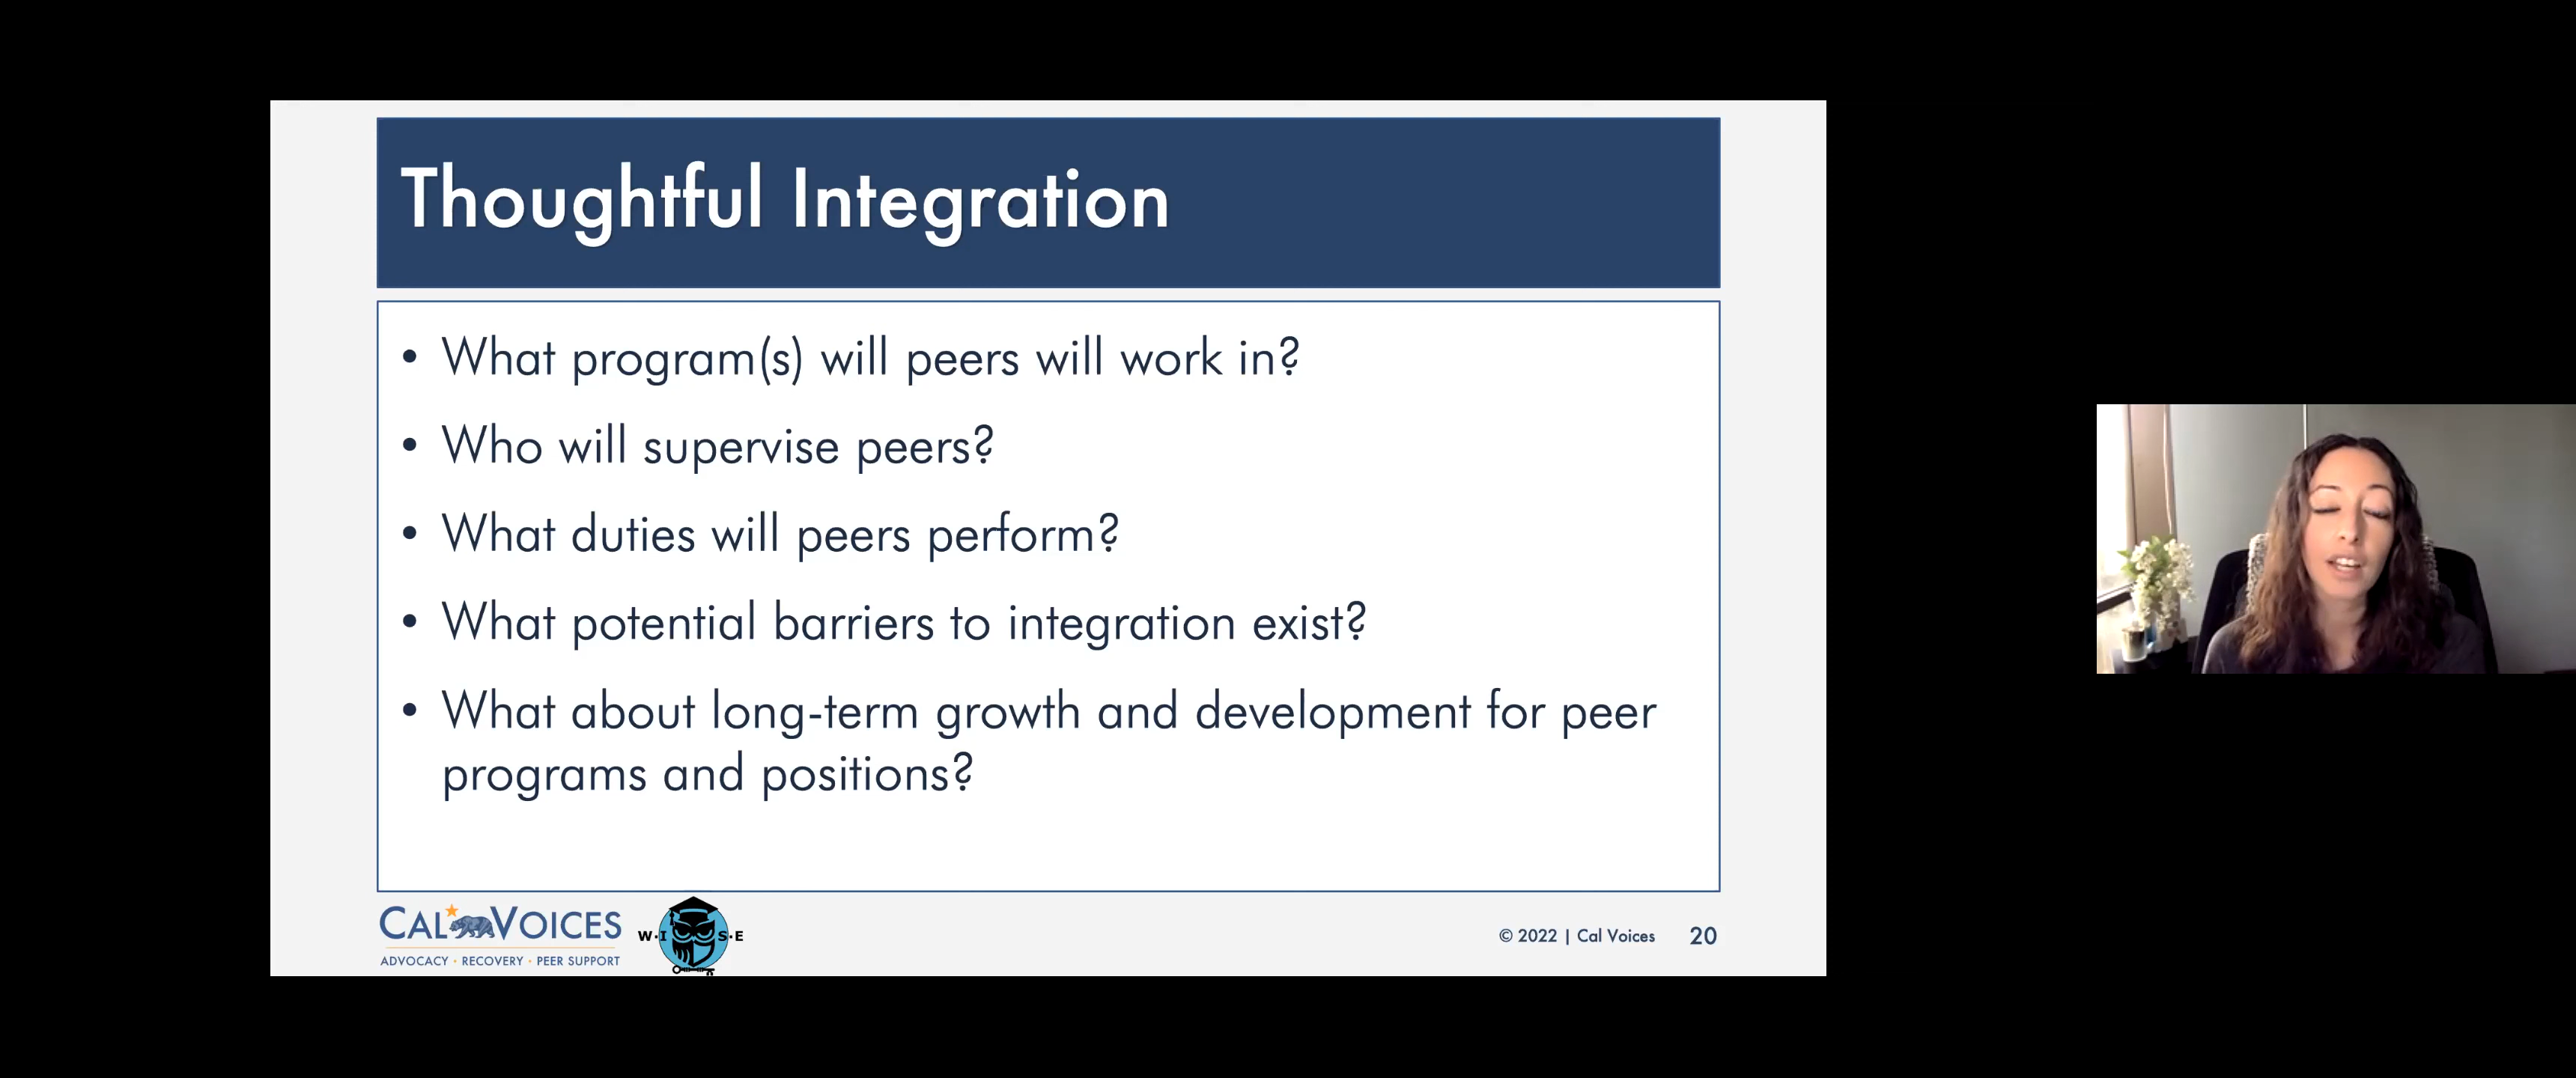 Thoughtful Integration
• What program(s) will peers will work in?
• Who will supervise peers?
• What duties will peers perform?
• What potential barriers to integration exist?
• What about long-term growth and development for peer
programs and positions?
CAL VOICES
ADVOCACY · RECOVERY · PEER SUPPORT
W·I S·E
© 2022 | Cal Voices 20